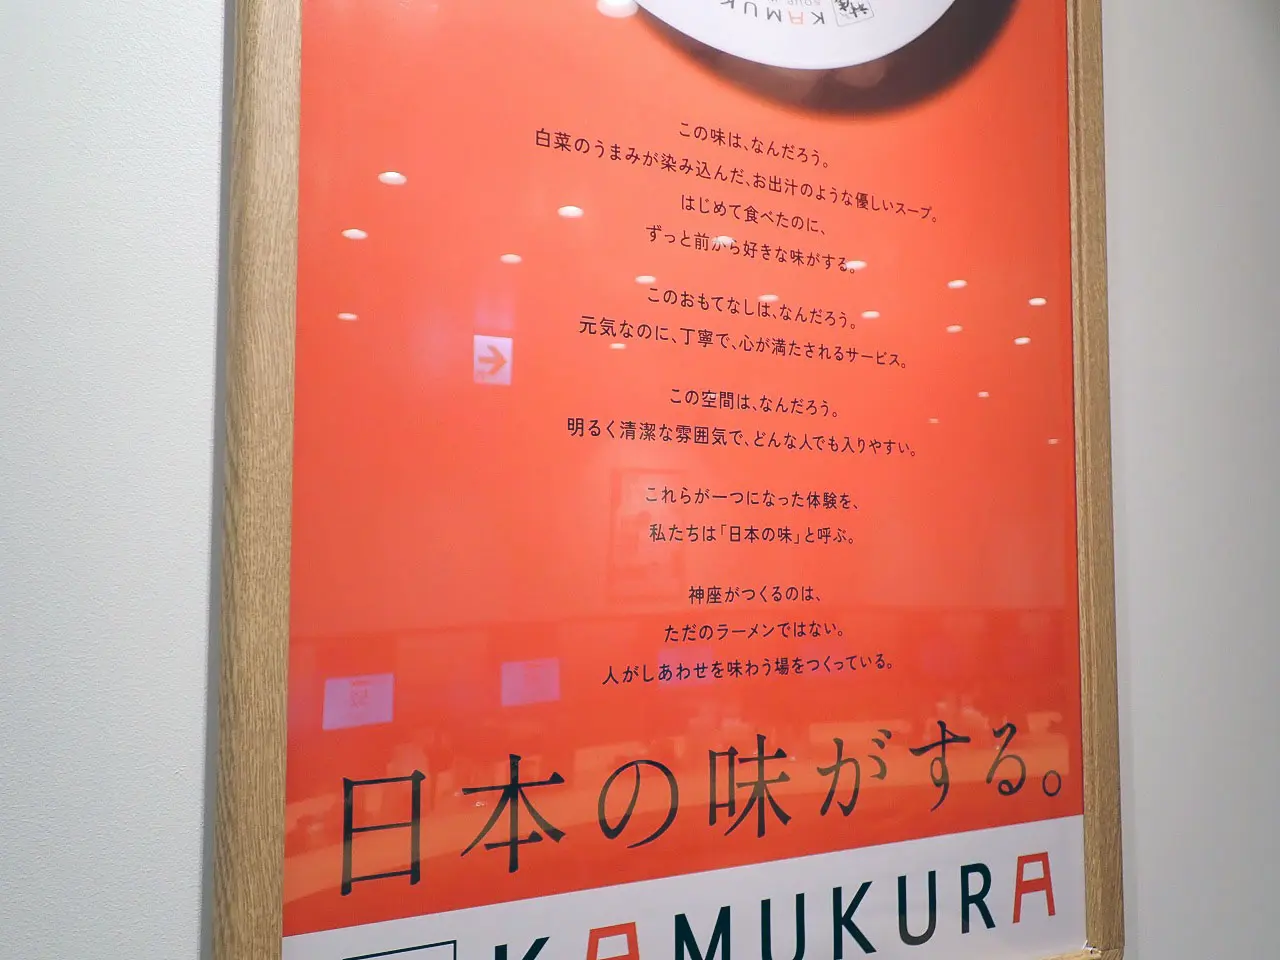 KAMUK
この味は、なんだろう。
白菜のうまみが染み込んだ、お出汁のような優しいスープ。
はじめて食べたのに、
ずっと前から好きな味がする。
このおもてなしは、なんだろう。
元気なのに、丁寧で、心が満たされるサービス。
この空間は、なんだろう。
明るく清潔な雰囲気で、どんな人でも入りやすい。
これらが一つになった体験を、
私たちは「日本の味」と呼ぶ。
神座がつくるのは、
ただのラーメンではない。
人がしあわせを味わう場をつくっている。
日本の味がする。
KAMUKURA